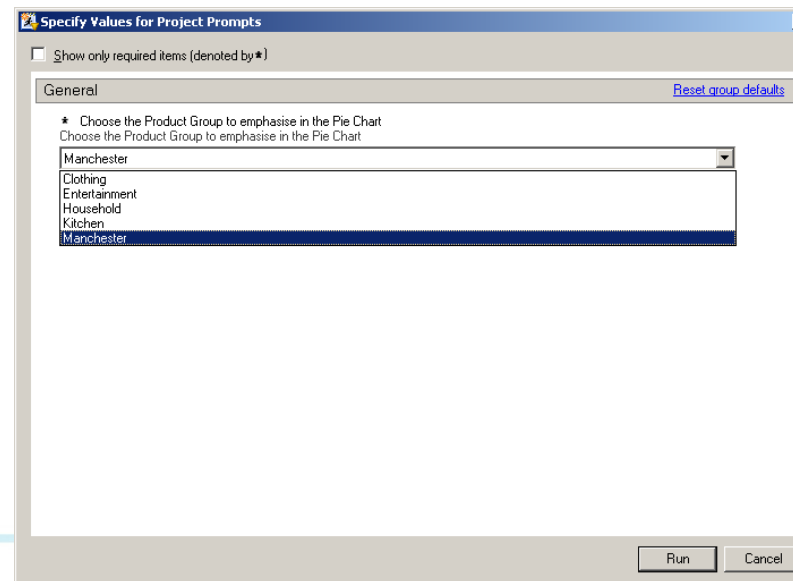 Specify Values for Project Prompts
Show only required items (denoted by*)
General
Reset group defaults
* Choose the Product Group to emphasise in the Pie Chart
Choose the Product Group to emphasise in the Pie Chart
Manchester
Clothing
Entertainment
Household
Kitchen
Manchester
Run
Cancel